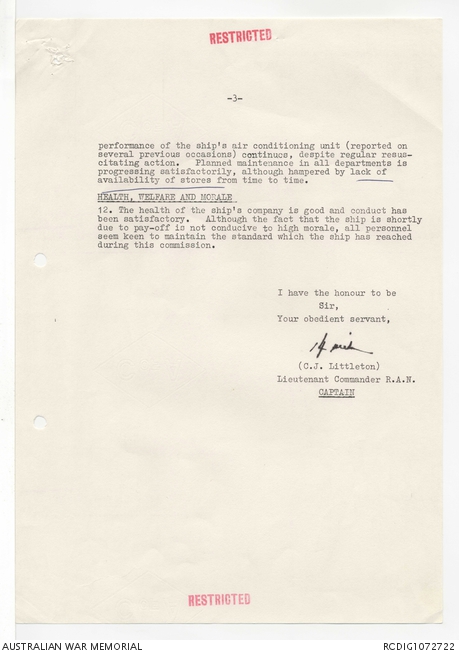 RESTRICTED
-3-
performance of the ship's air conditioning unit (reported on
several previous occasions) continues, despite regular resus-
citating action. Planned maintenance in all departments is
progressing satisfactorily, although hampered by lack of
availability of stores from time to time.
HEALTH, WELFARE AND MORALE
12. The health of the ship's company is good and conduct has
been satisfactory. Although the fact that the ship is shortly
due to pay-off is not conducive to high morale, all personnel
seem keen to maintain the standard which the ship has reached
during this commission.
I have the honour to be
Sir,
Your obedient servant,
(C.J. Littleton)
Lieutenant Commander R.A.N.
CAPTAIN
RESTRICTED
AUSTRALIAN WAR MEMORIAL
RCDIG1072722